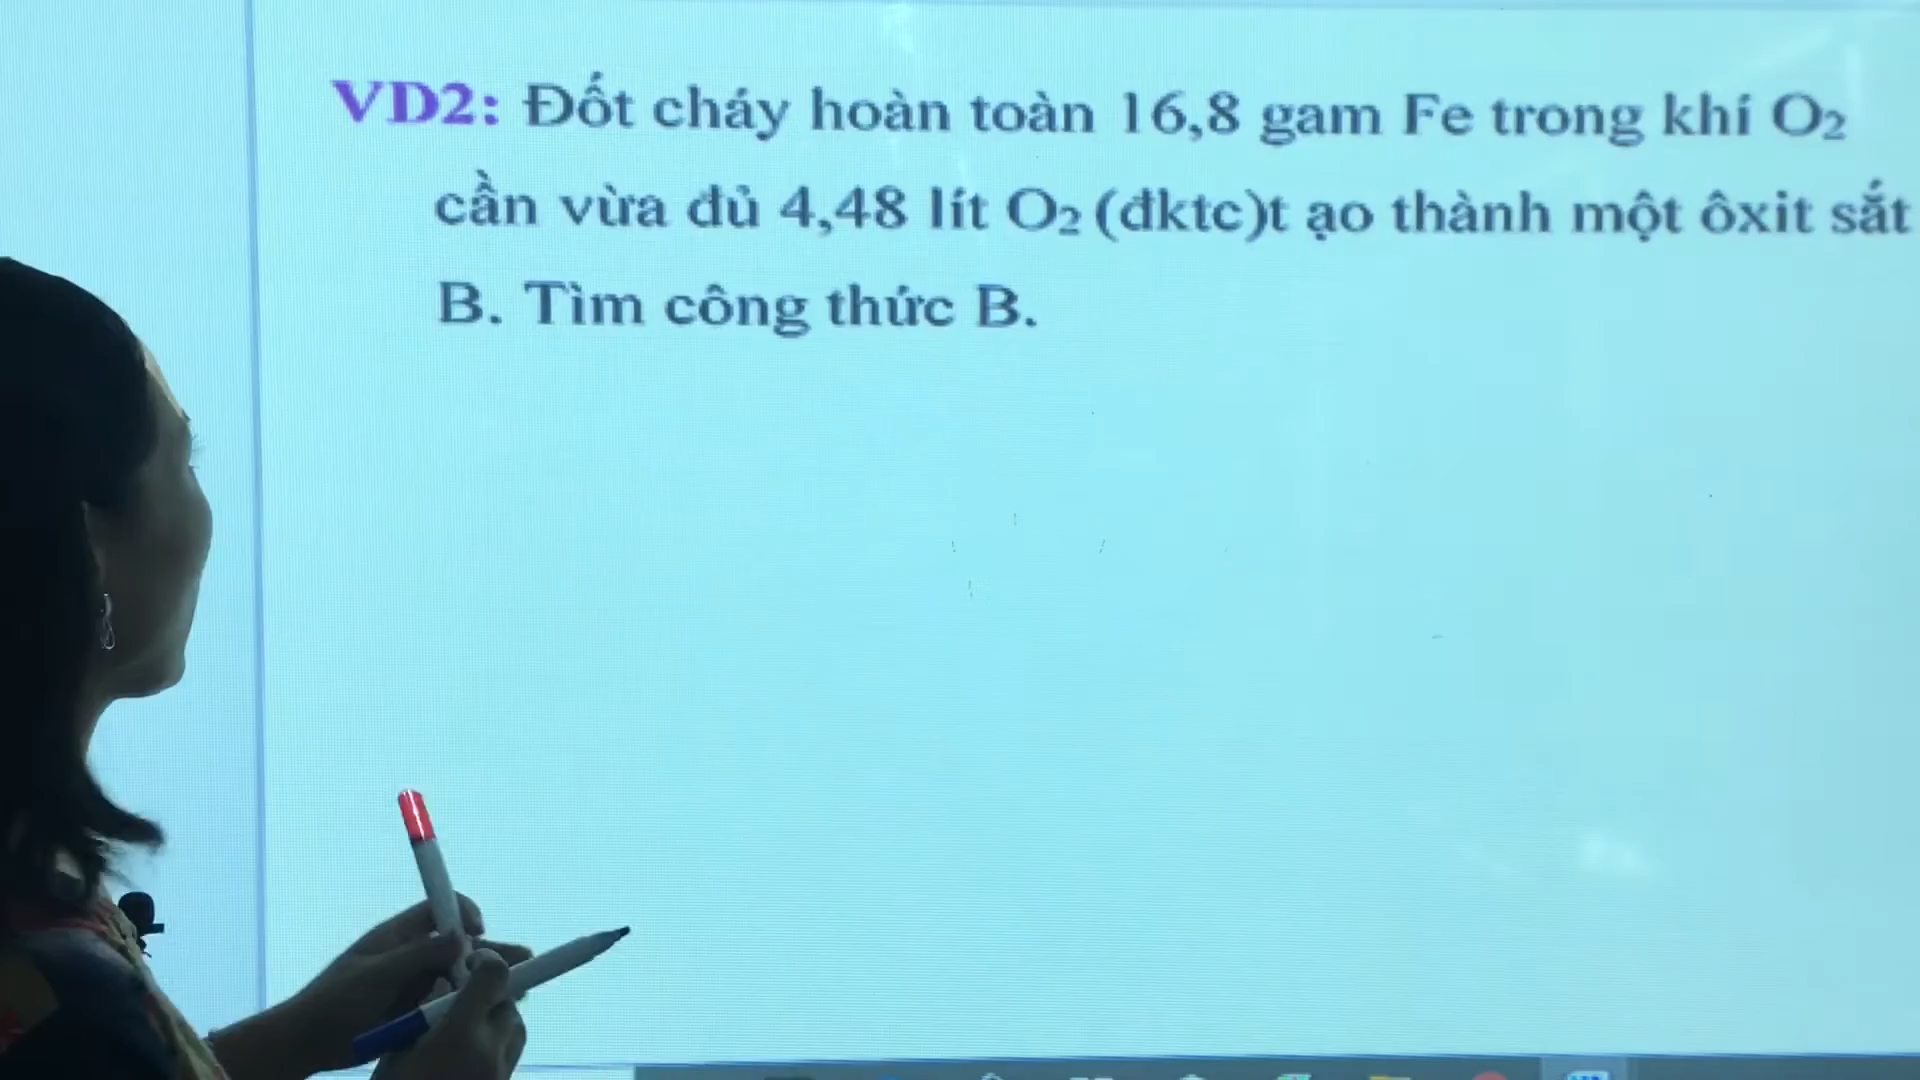 VD2: Đốt cháy hoàn toàn 16,8 gam Fe trong khí O₂
cần vừa đủ 4,48 lít O₂ (đktc)t ạo thành một ôxit sắt
B. Tìm công thức B.